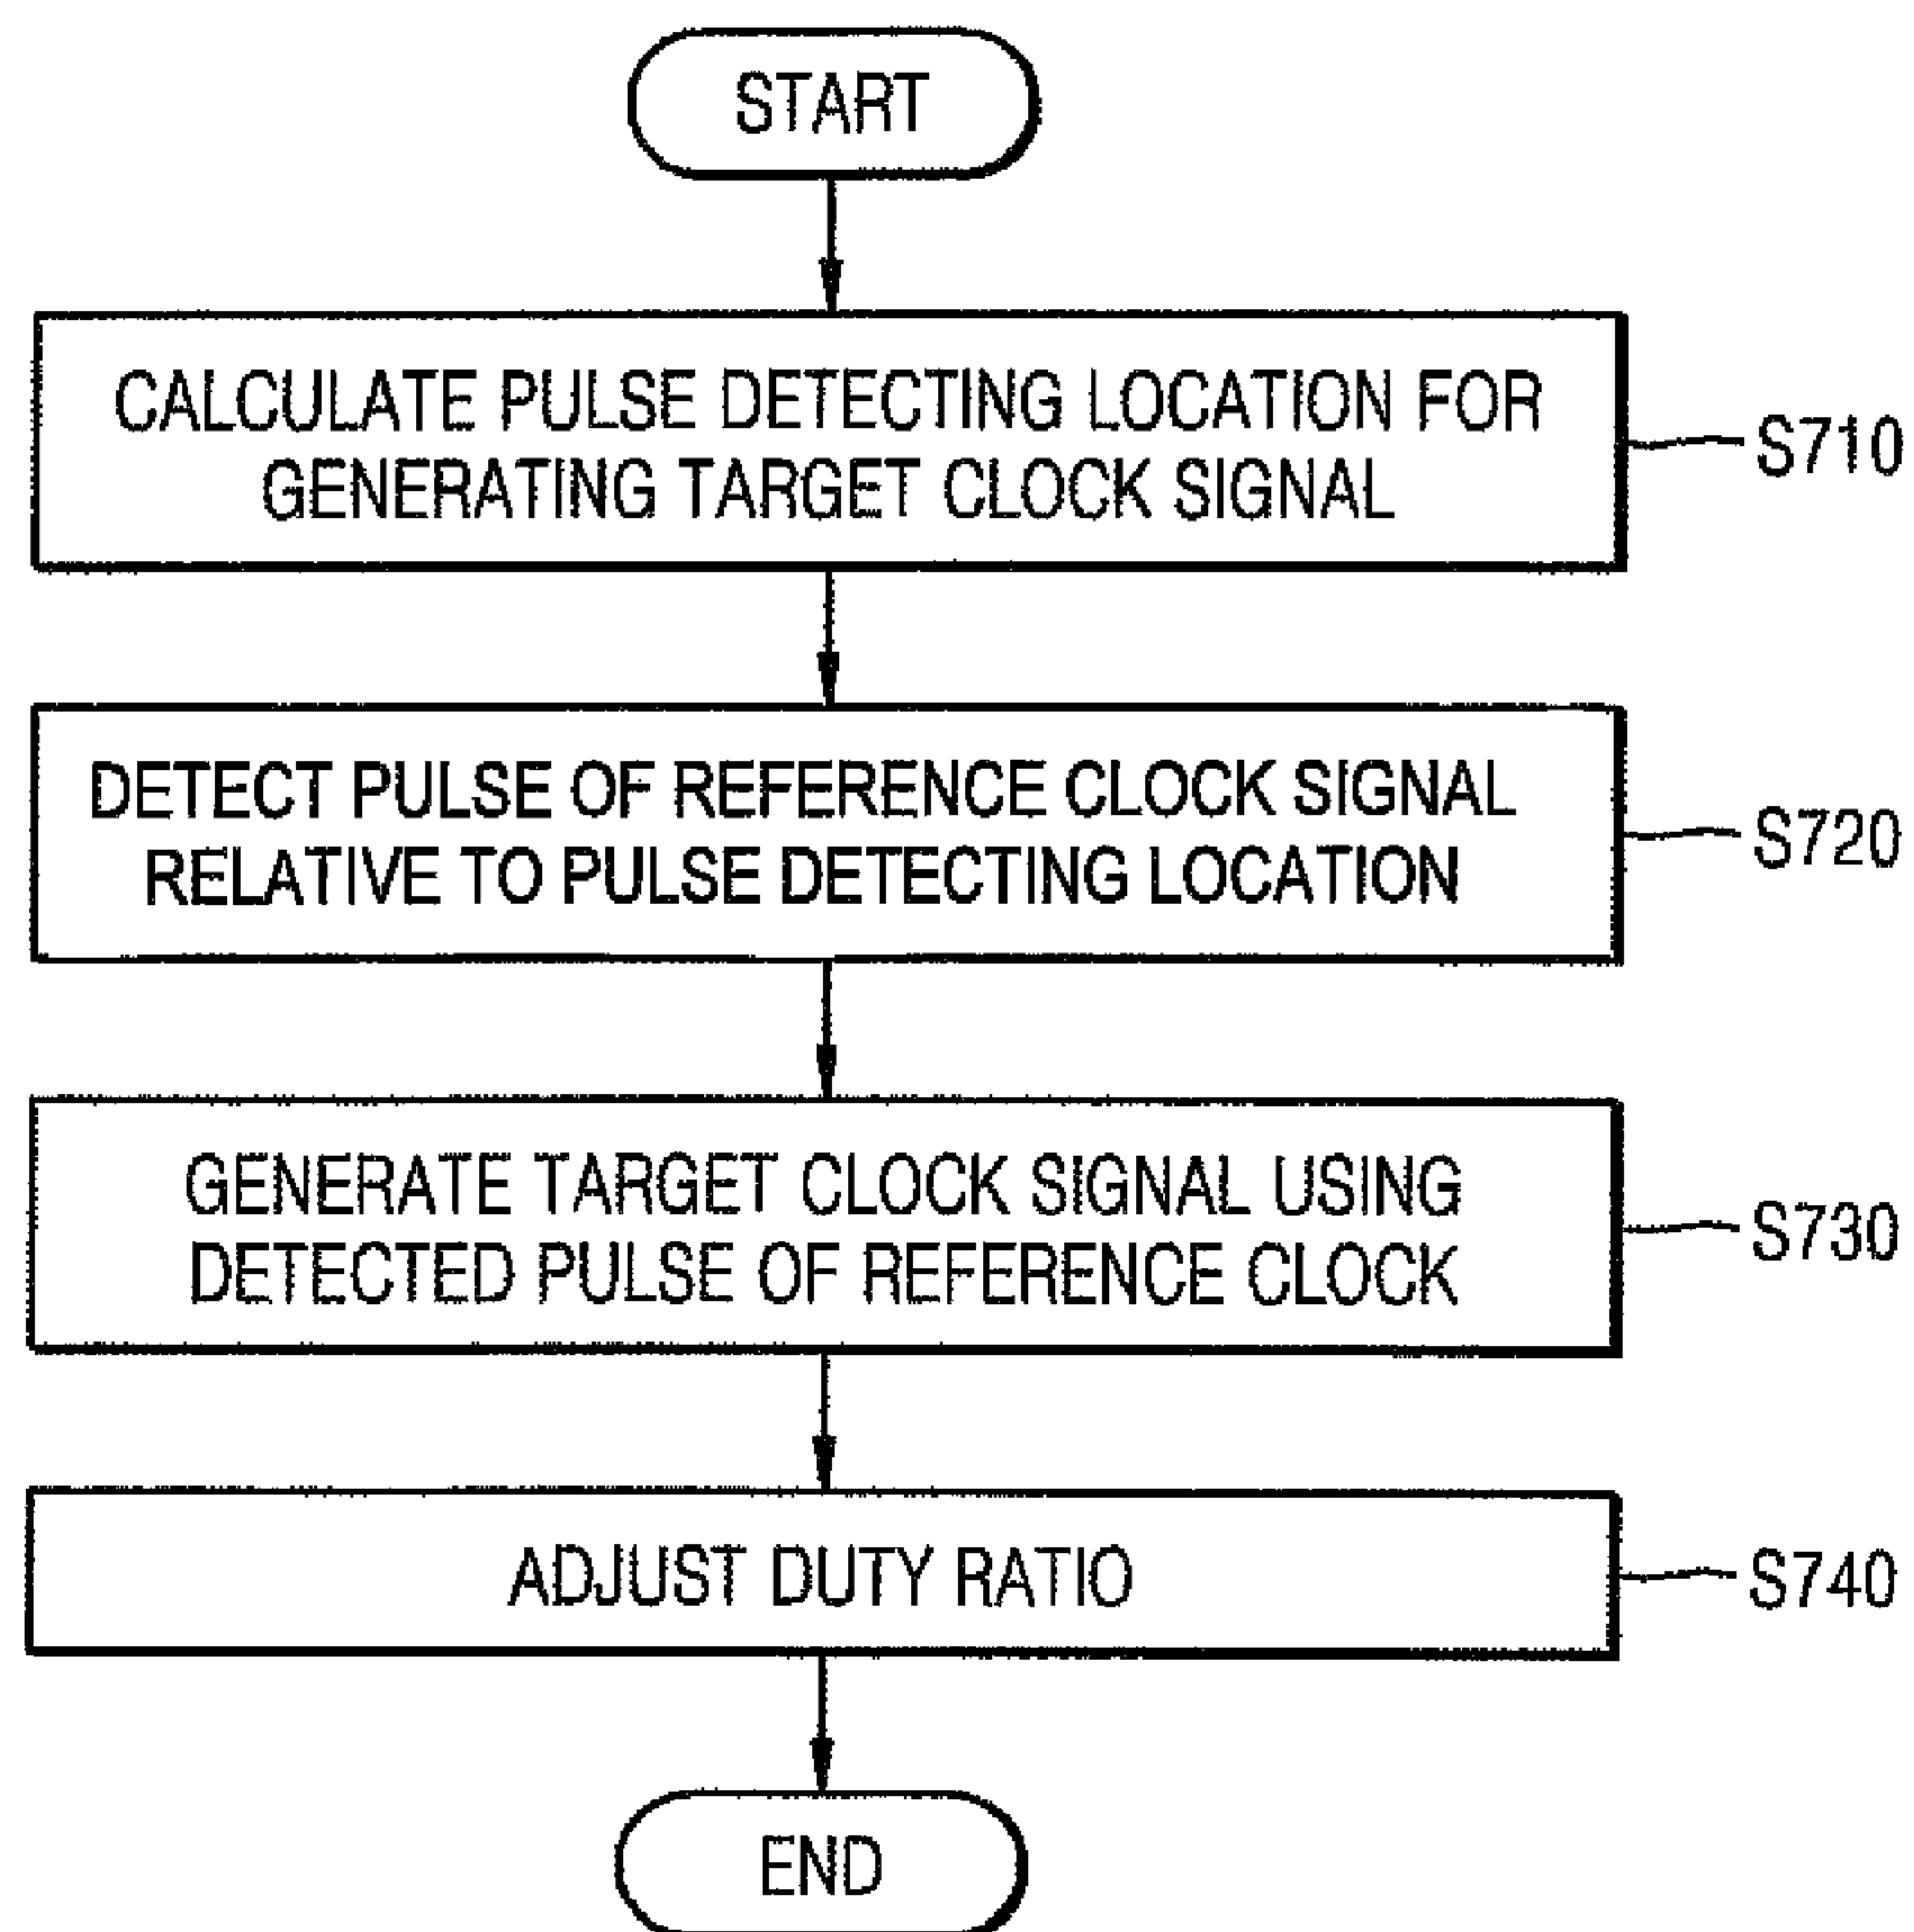 START
CALCULATE PULSE DETECTING LOCATION FOR
GENERATING TARGET CLOCK SIGNAL
S710
DETECT PULSE OF REFERENCE CLOCK SIGNAL
RELATIVE TO PULSE DETECTING LOCATION
S720
GENERATE TARGET CLOCK SIGNAL USING
DETECTED PULSE OF REFERENCE CLOCK
S730
ADJUST DUTY RATIO
S740
END